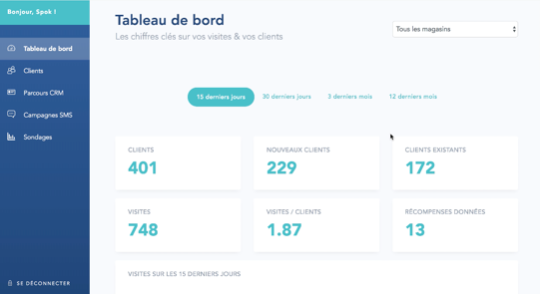 Bonjour, Spok !
Tableau de bord
Clients
Parcours CRM
Campagnes SMS
Sondages
SE DÉCONNECTER
Tableau de bord
Les chiffres clés sur vos visites & vos clients
Tous les magasins
15 derniers jours
30 derniers jours
3 derniers mois
12 derniers mois
CLIENTS
401
NOUVEAUX CLIENTS
229
CLIENTS EXISTANTS
172
VISITES
748
VISITES / CLIENTS
1.87
RÉCOMPENSES DONNÉES
13
VISITES SUR LES 15 DERNIERS JOURS